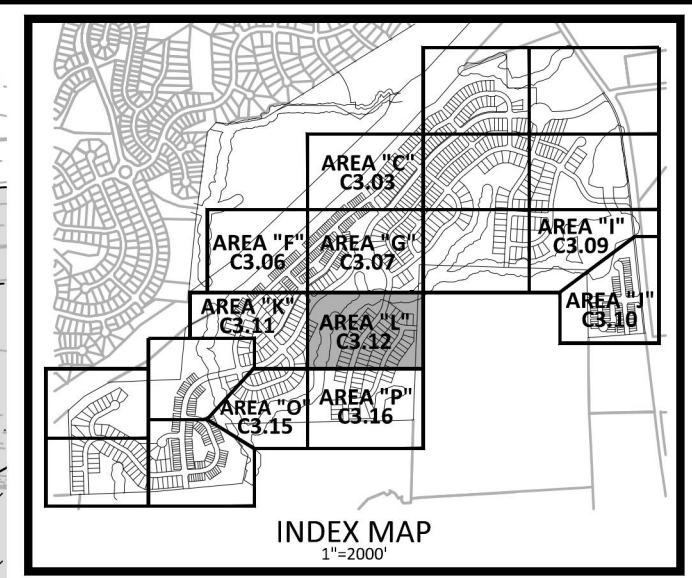 AREA "C"
C3.03
AREA "F"
C3.06
AREA "G"
C3.07
AREA "I"
C3.09
AREA "K"
C3.11
AREA "L"
C3.12
AREA "J"
C3.10
AREA "O"
C3.15
AREA "P"
C3.16
INDEX MAP
1"=2000'